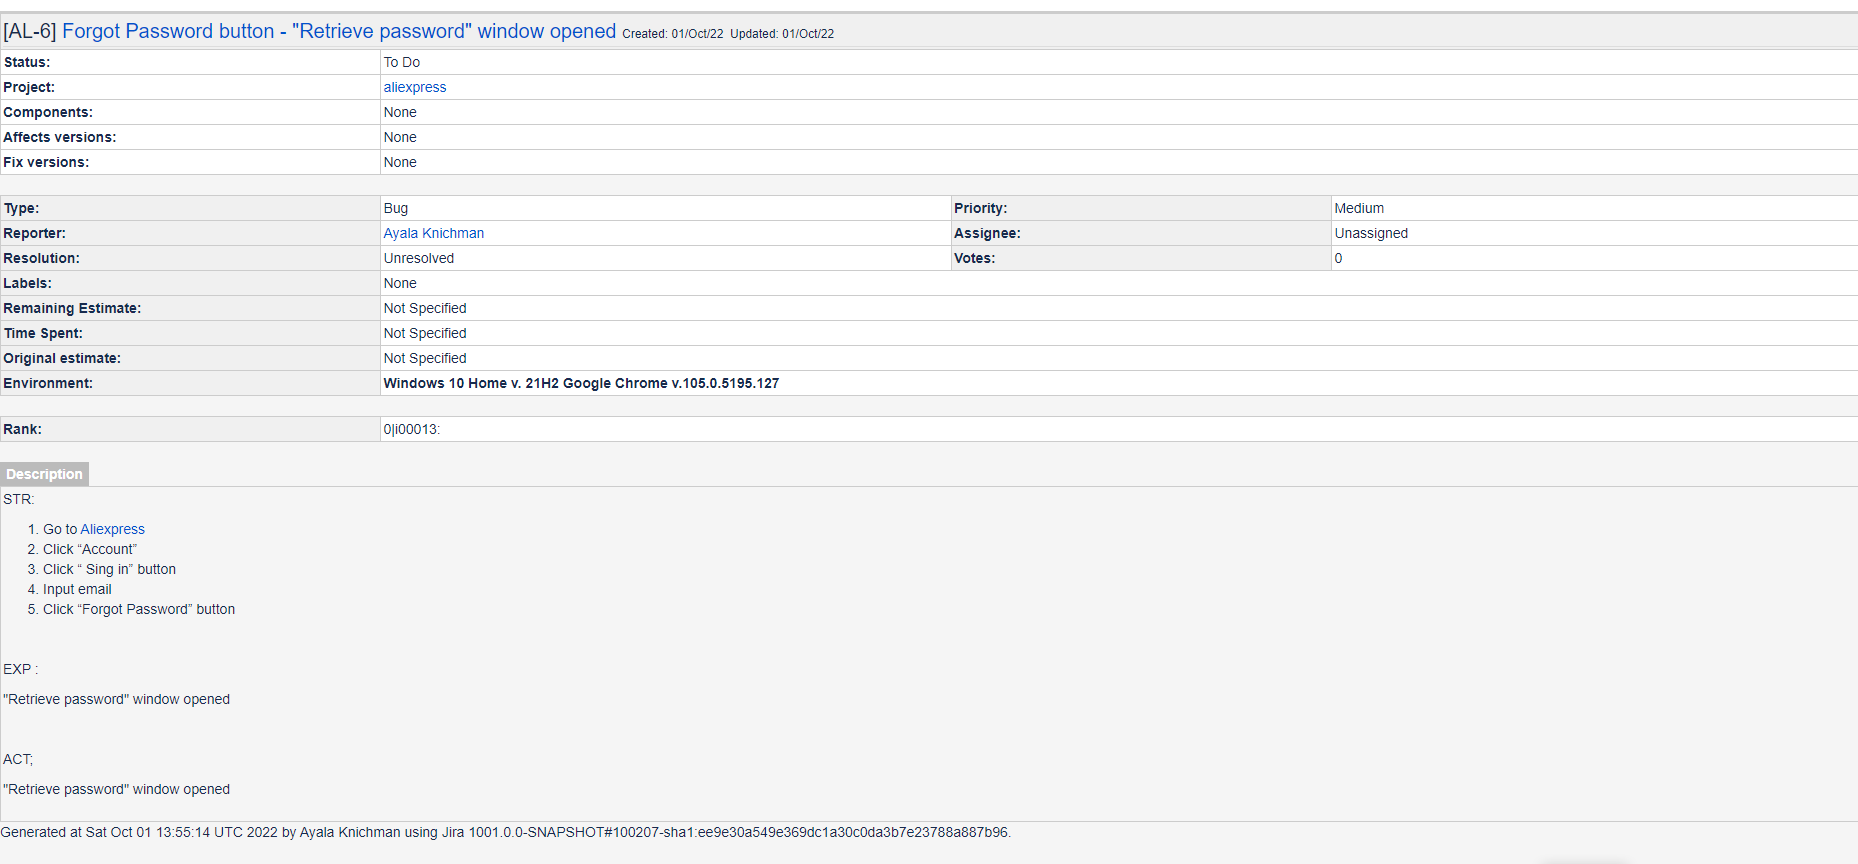 [AL-6] Forgot Password button - "Retrieve password" window opened Created: 01/Oct/22 Updated: 01/Oct/22
Status: To Do
Project: aliexpress
Components: None
Affects versions: None
Fix versions: None
Type: Bug Priority: Medium
Reporter: Ayala Knichman Assignee: Unassigned
Resolution: Unresolved Votes: 0
Labels: None
Remaining Estimate: Not Specified
Time Spent: Not Specified
Original estimate: Not Specified
Environment: Windows 10 Home v. 21H2 Google Chrome v.105.0.5195.127
Rank: 0|i00013:
Description
STR:
1. Go to Aliexpress
2. Click “Account”
3. Click “ Sing in” button
4. Input email
5. Click “Forgot Password” button
EXP :
"Retrieve password" window opened
ACT;
"Retrieve password" window opened
Generated at Sat Oct 01 13:55:14 UTC 2022 by Ayala Knichman using Jira 1001.0.0-SNAPSHOT#100207-sha1:ee9e30a549e369dc1a30c0da3b7e23788a887b96.